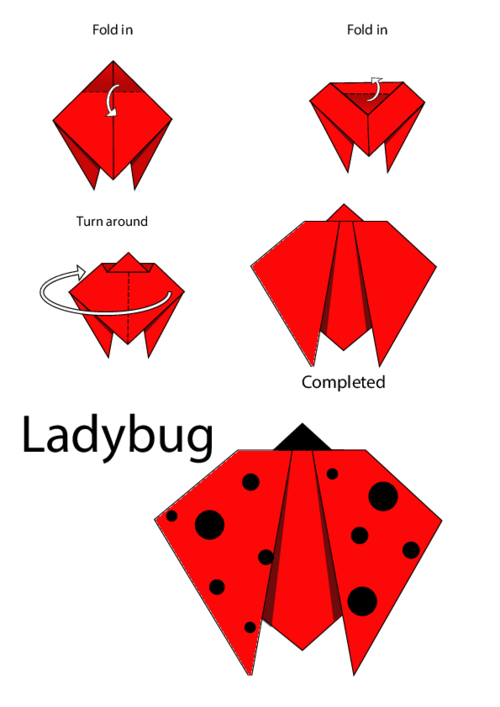 Fold in
Fold in
Turn around
Completed
Ladybug